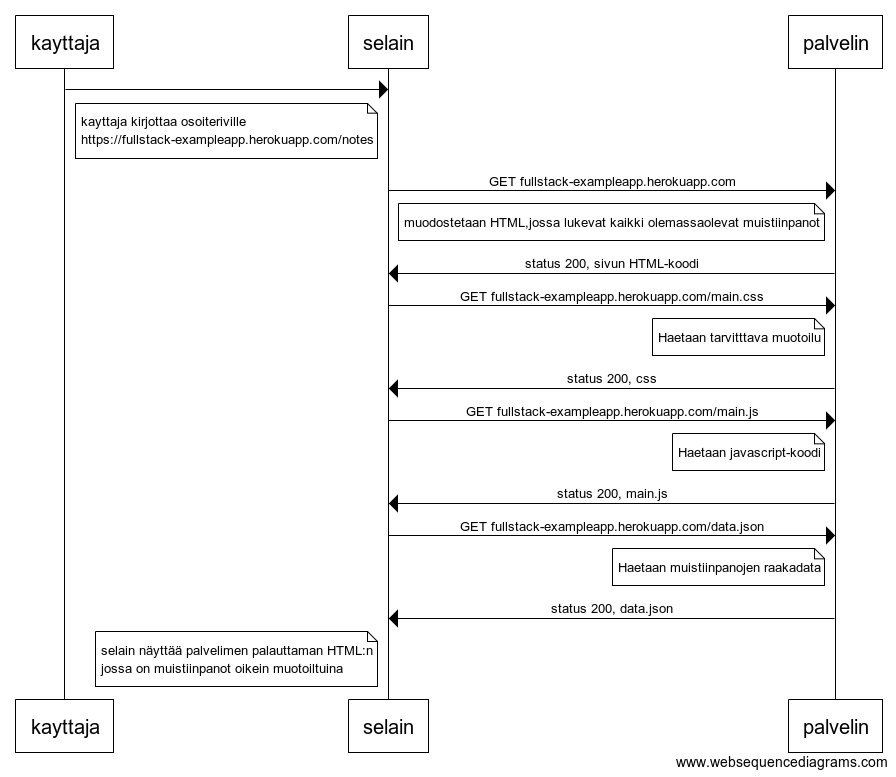 kayttaja
selain
palvelin
kayttaja kirjottaa osoiteriville
https://fullstack-exampleapp.herokuapp.com/notes
GET fullstack-exampleapp.herokuapp.com
muodostetaan HTML,jossa lukevat kaikki olemassaolevat muistiinpanot
status 200, sivun HTML-koodi
GET fullstack-exampleapp.herokuapp.com/main.css
Haetaan tarvitttava muotoilu
status 200, css
GET fullstack-exampleapp.herokuapp.com/main.js
Haetaan javascript-koodi
status 200, main.js
GET fullstack-exampleapp.herokuapp.com/data.json
Haetaan muistiinpanojen raakadata
status 200, data.json
selain näyttää palvelimen palauttaman HTML:n
jossa on muistiinpanot oikein muotoiltuina
kayttaja
selain
palvelin
www.websequencediagrams.com